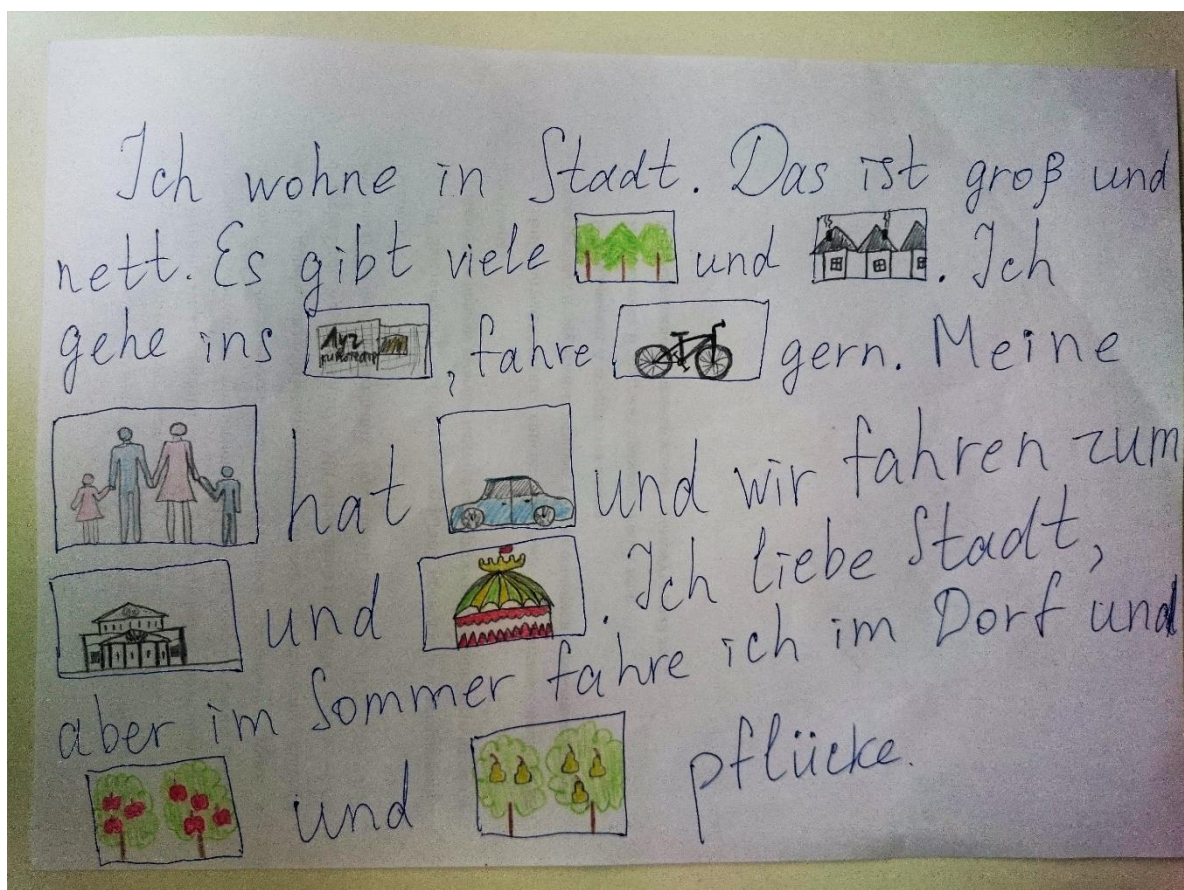 Ich wohne in Stadt. Das ist groß und
nett. Es gibt viele und . Ich
gehe ins , fahre gern. Meine
hat und wir fahren zum
und . Ich liebe Stadt,
aber im Sommer fahre ich im Dorf und
und pflücke.